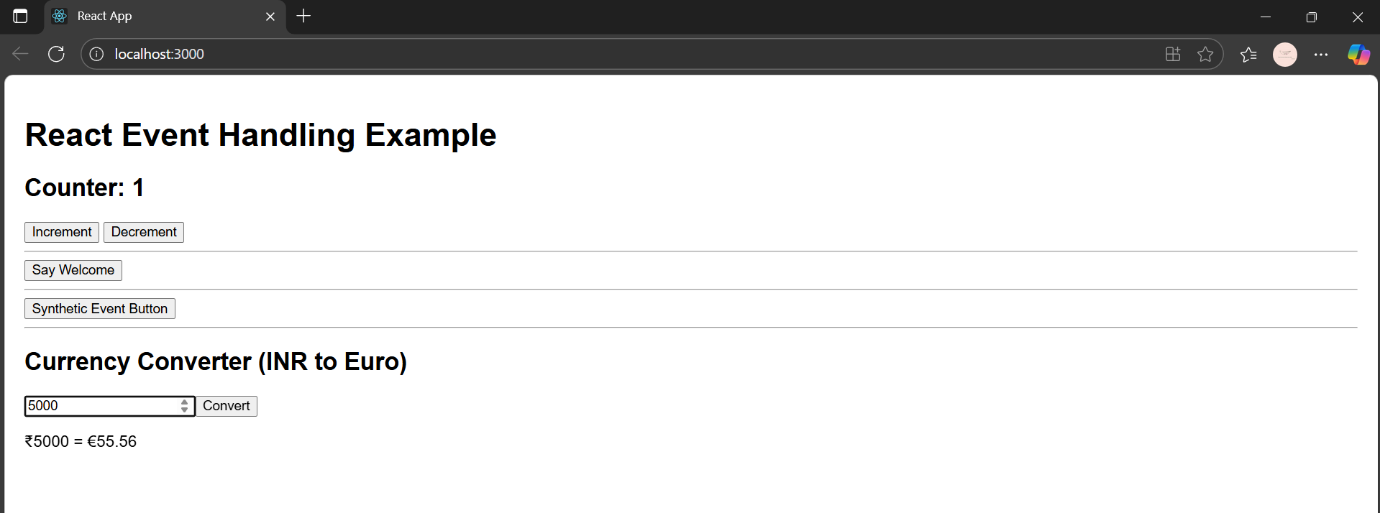 React App
localhost:3000
React Event Handling Example
Counter: 1
Increment Decrement
Say Welcome
Synthetic Event Button
Currency Converter (INR to Euro)
5000 Convert
₹5000 = €55.56